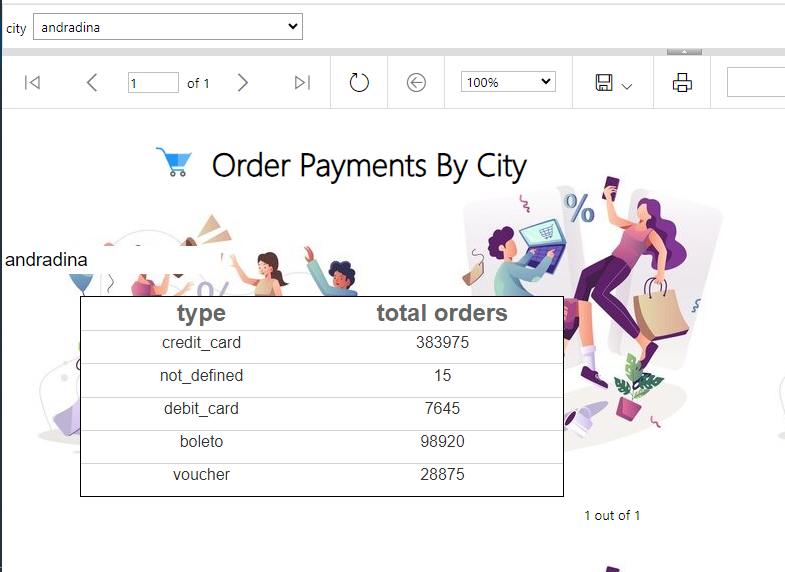 city andradina
1 of 1 100%
Order Payments By City
%
andradina
%
type total orders
credit_card 383975
not_defined 15
debit_card 7645
boleto 98920
voucher 28875
1 out of 1